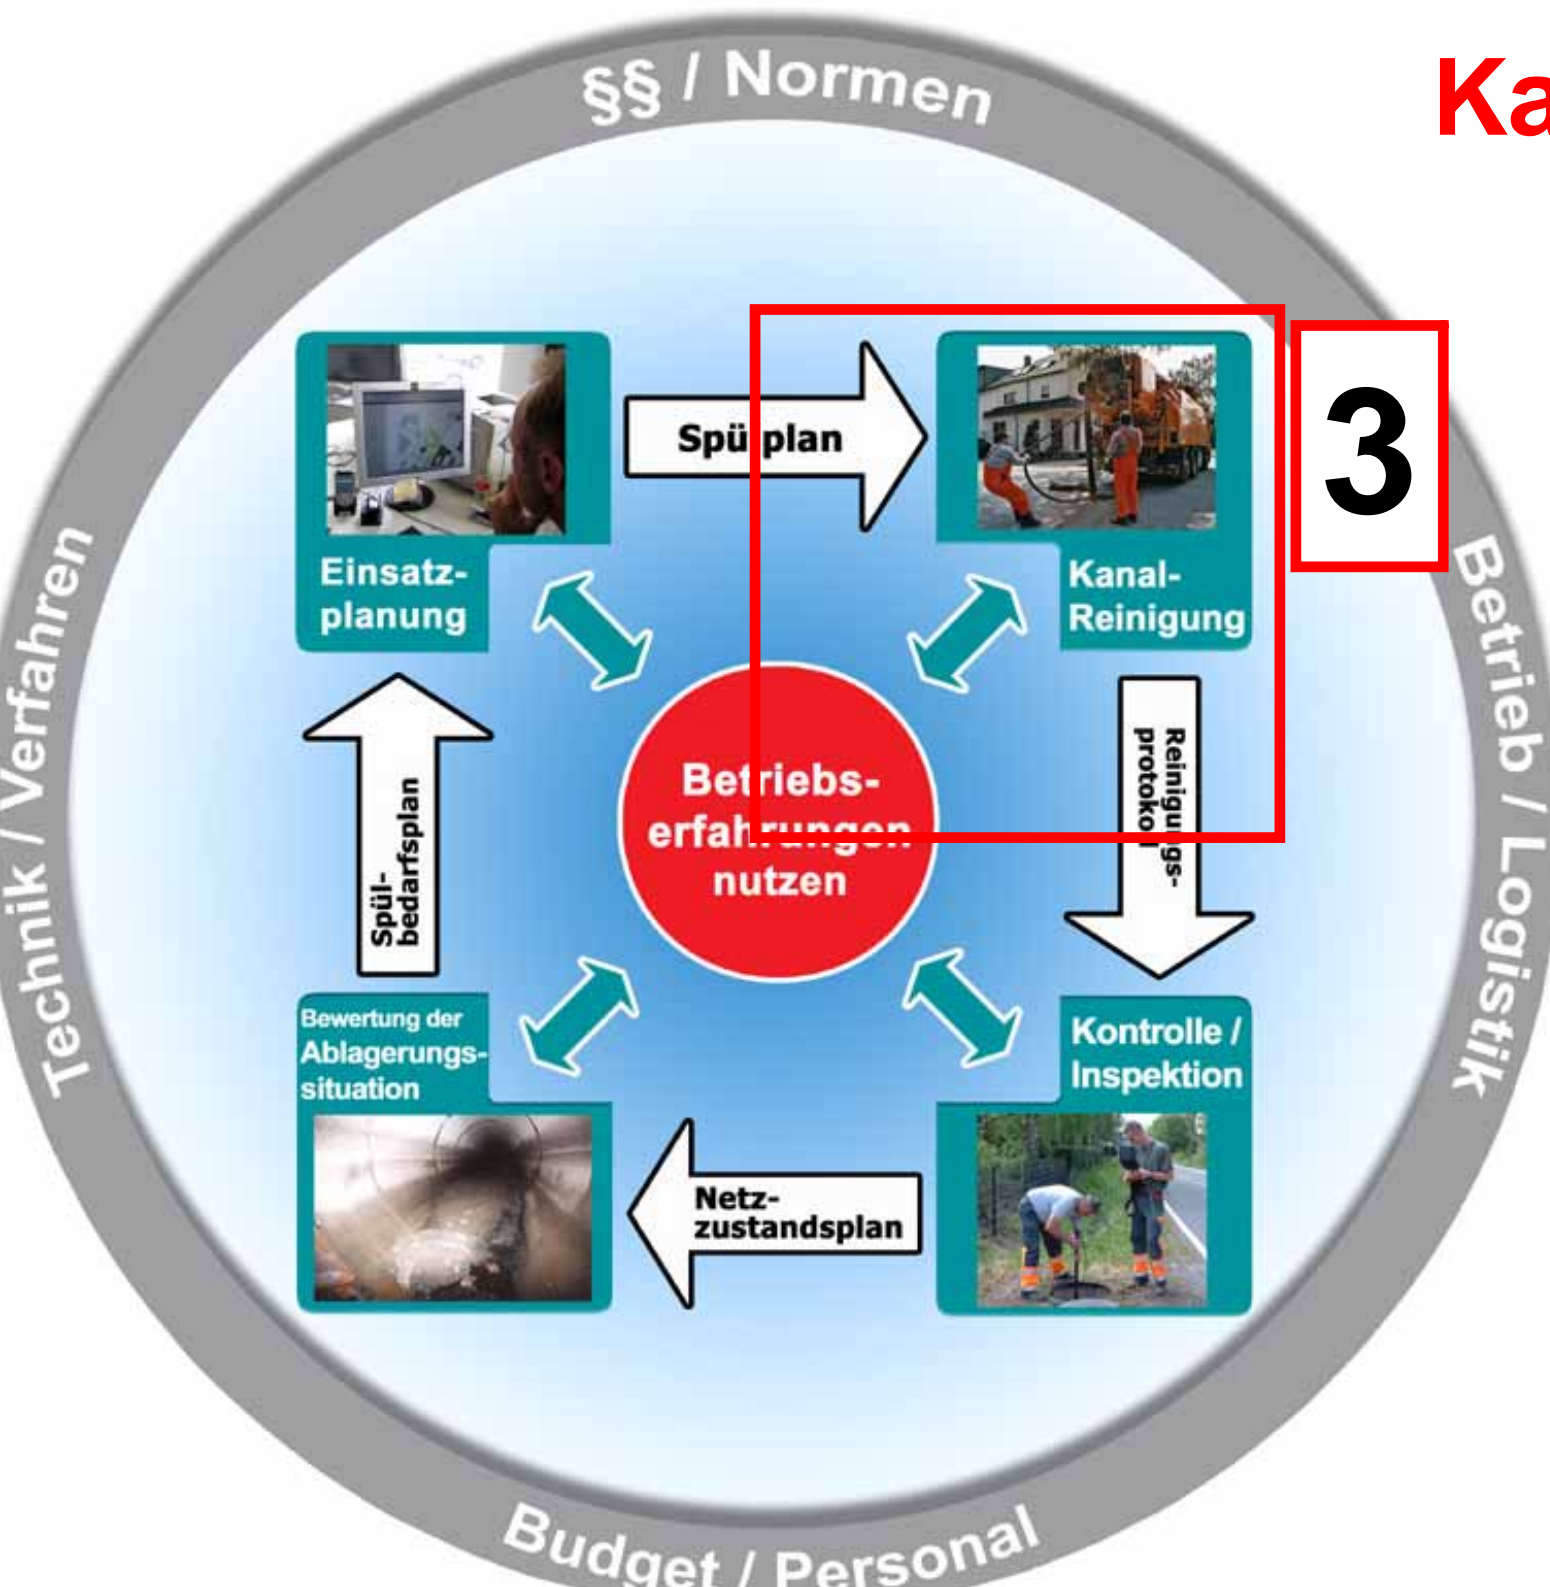 §§ / Normen
Ka
Spülplan
3
Einsatz-
planung
Kanal-
Reinigung
Technik / Verfahren
Betrieb / Logistik
Reinigungs-
protokoll
Betriebs-
erfahrungen
nutzen
Spül-
bedarfsplan
Bewertung der
Ablagerungs-
situation
Kontrolle /
Inspektion
Netz-
zustandsplan
Budget / Personal